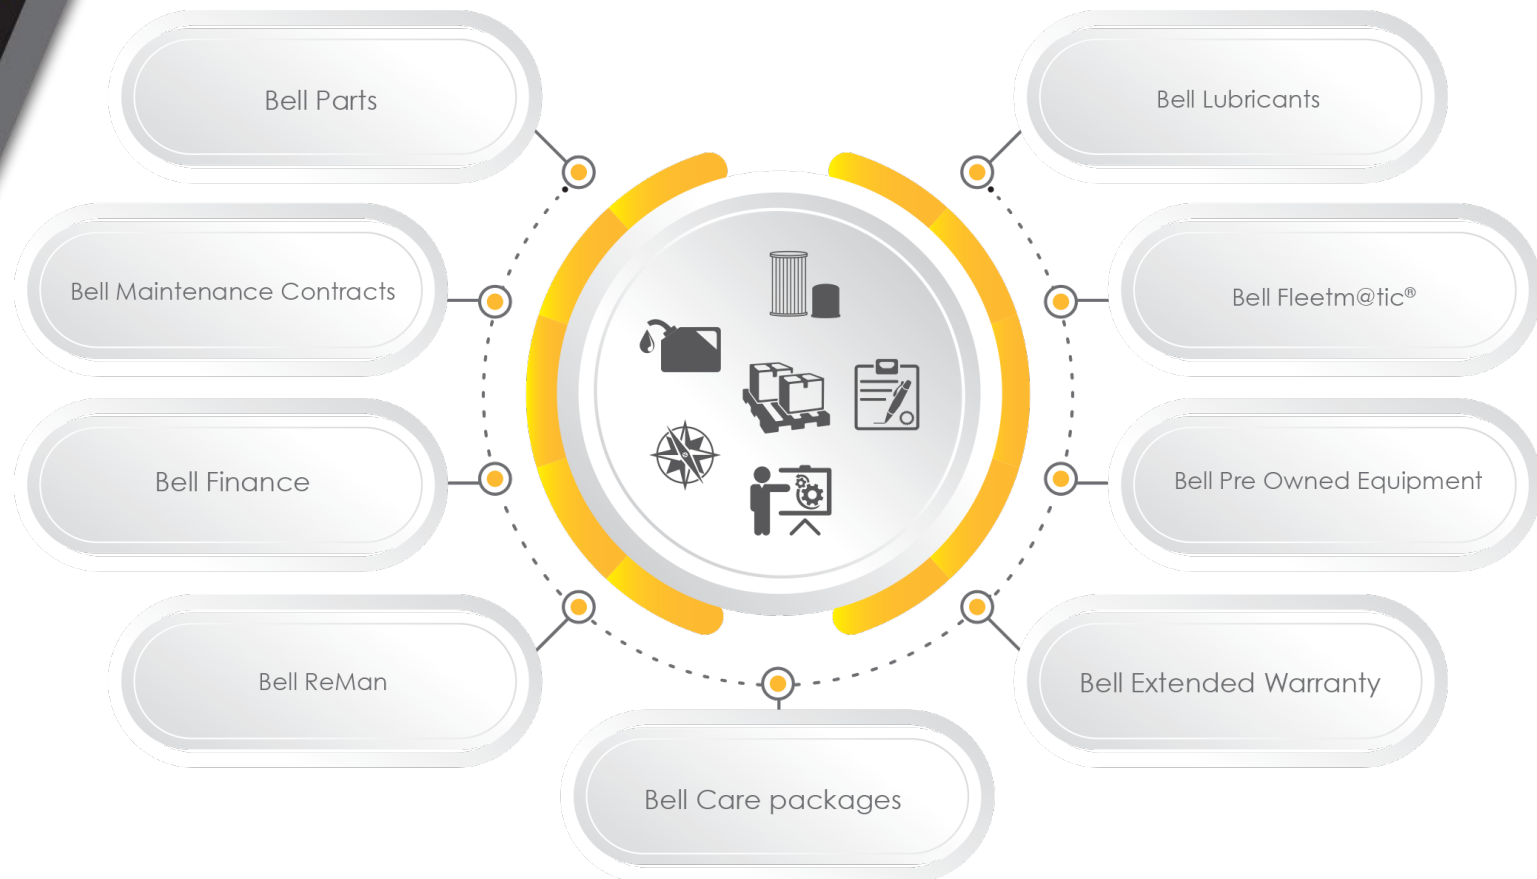 Bell Parts
Bell Lubricants
Bell Maintenance Contracts
Bell Fleetm@tic®
Bell Finance
Bell Pre Owned Equipment
Bell ReMan
Bell Extended Warranty
Bell Care packages